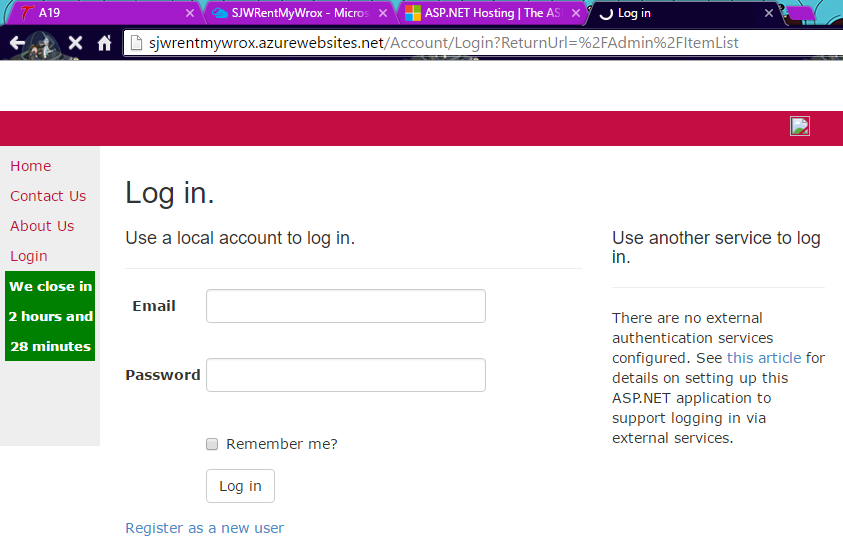 A19
SJWRentMyWrox - Micros
ASP.NET Hosting | The AS
Log in
sjwrentmywrox.azurewebsites.net/Account/Login?ReturnUrl=%2FAdmin%2FItemList
Home
Contact Us
About Us
Login
We close in
2 hours and
28 minutes
Log in.
Use a local account to log in.
Email
Password
Remember me?
Log in
Register as a new user
Use another service to log
in.
There are no external
authentication services
configured. See this article for
details on setting up this
ASP.NET application to
support logging in via
external services.